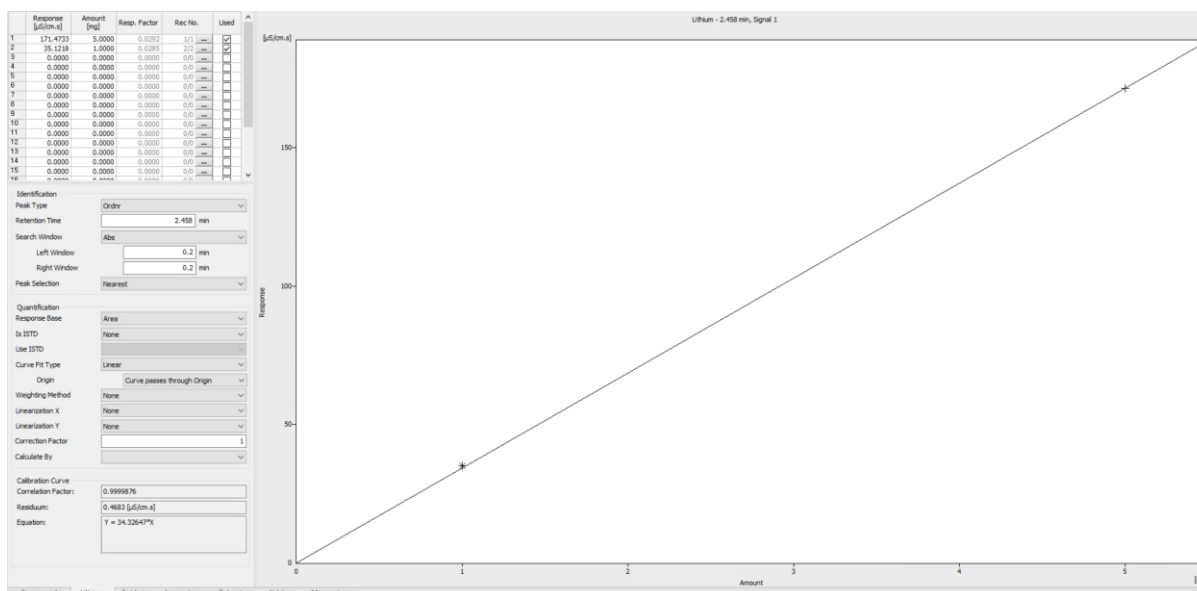 Response [µS/cm.s] Amount [mg] Resp. Factor Rec No. Used
1 171.4733 5.0000 0.0292 1/1 ...
2 35.1218 1.0000 0.0285 2/2 ...
3 0.0000 0.0000 0.0000 0/0 ...
4 0.0000 0.0000 0.0000 0/0 ...
5 0.0000 0.0000 0.0000 0/0 ...
6 0.0000 0.0000 0.0000 0/0 ...
7 0.0000 0.0000 0.0000 0/0 ...
8 0.0000 0.0000 0.0000 0/0 ...
9 0.0000 0.0000 0.0000 0/0 ...
10 0.0000 0.0000 0.0000 0/0 ...
11 0.0000 0.0000 0.0000 0/0 ...
12 0.0000 0.0000 0.0000 0/0 ...
13 0.0000 0.0000 0.0000 0/0 ...
14 0.0000 0.0000 0.0000 0/0 ...
15 0.0000 0.0000 0.0000 0/0 ...
Identification
Peak Type Ordnr
Retention Time 2.458 min
Search Window Abs
Left Window 0.2 min
Right Window 0.2 min
Peak Selection Nearest
Quantification
Response Base Area
Is ISTD None
Use ISTD
Curve Fit Type Linear
Origin Curve passes through Origin
Weighting Method None
Linearization X None
Linearization Y None
Correction Factor 1
Calculate By
Calibration Curve
Correlation Factor: 0.9999876
Residuum: 0.4683 [µS/cm.s]
Equation: Y = 34.32647*X
Lithium - 2.458 min, Signal 1
[µS/cm.s]
150
100
50
0
Response
0 1 2 3 4 5
Amount